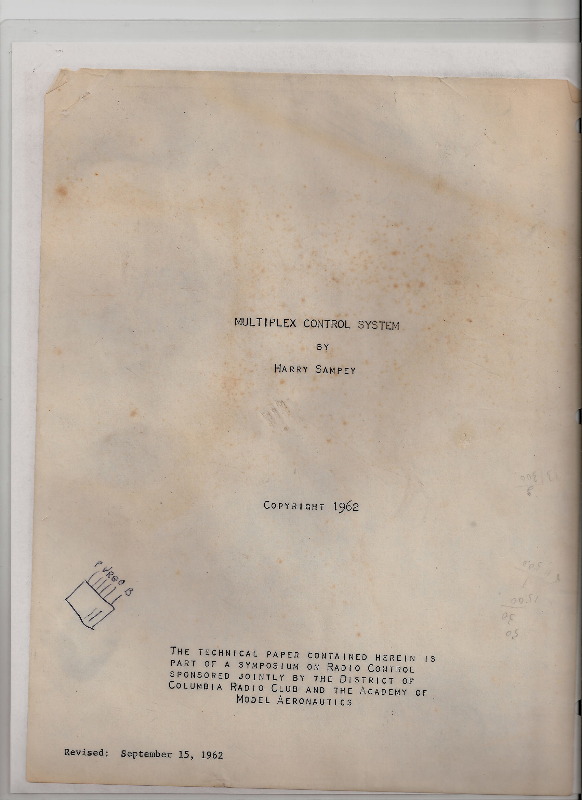 MULTIPLEX CONTROL SYSTEM
BY
HARRY SAMPEY
COPYRIGHT 1962
THE TECHNICAL PAPER CONTAINED HEREIN IS
PART OF A SYMPOSIUM ON RADIO CONTROL
SPONSORED JOINTLY BY THE DISTRICT OF
COLUMBIA RADIO CLUB AND THE ACADEMY OF
MODEL AERONAUTICS
Revised: September 15, 1962